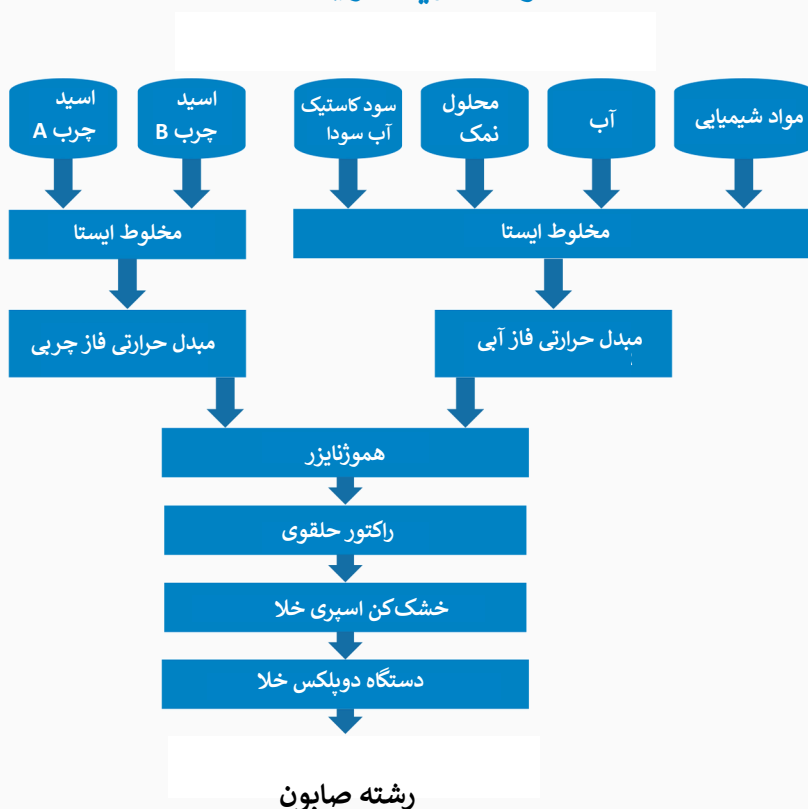 اسید
چرب A
اسید
چرب B
سود کاستیک
آب سودا
محلول
نمک
آب
مواد شیمیایی
مخلوط ایستا
مخلوط ایستا
مبدل حرارتی فاز چربی
مبدل حرارتی فاز آبی
هموژنایزر
راکتور حلقوی
خشک‌کن اسپری خلا
دستگاه دوپلکس خلا
رشته صابون